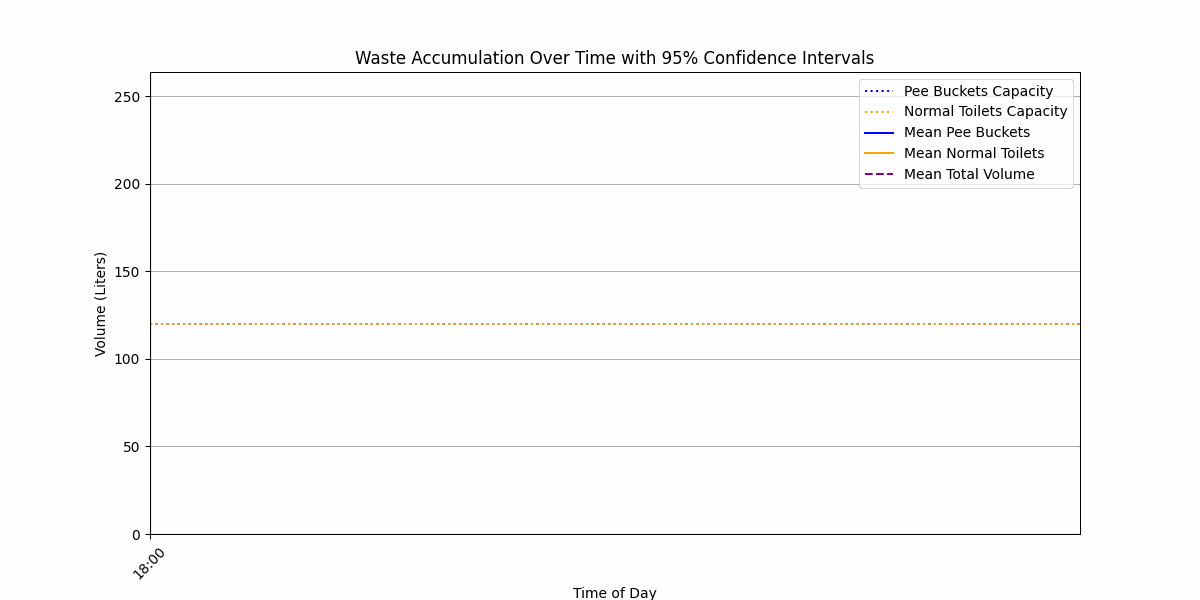 Waste Accumulation Over Time with 95% Confidence Intervals
Pee Buckets Capacity
Normal Toilets Capacity
Mean Pee Buckets
Mean Normal Toilets
Mean Total Volume
250
200
150
100
50
0
Volume (Liters)
18:00
Time of Day